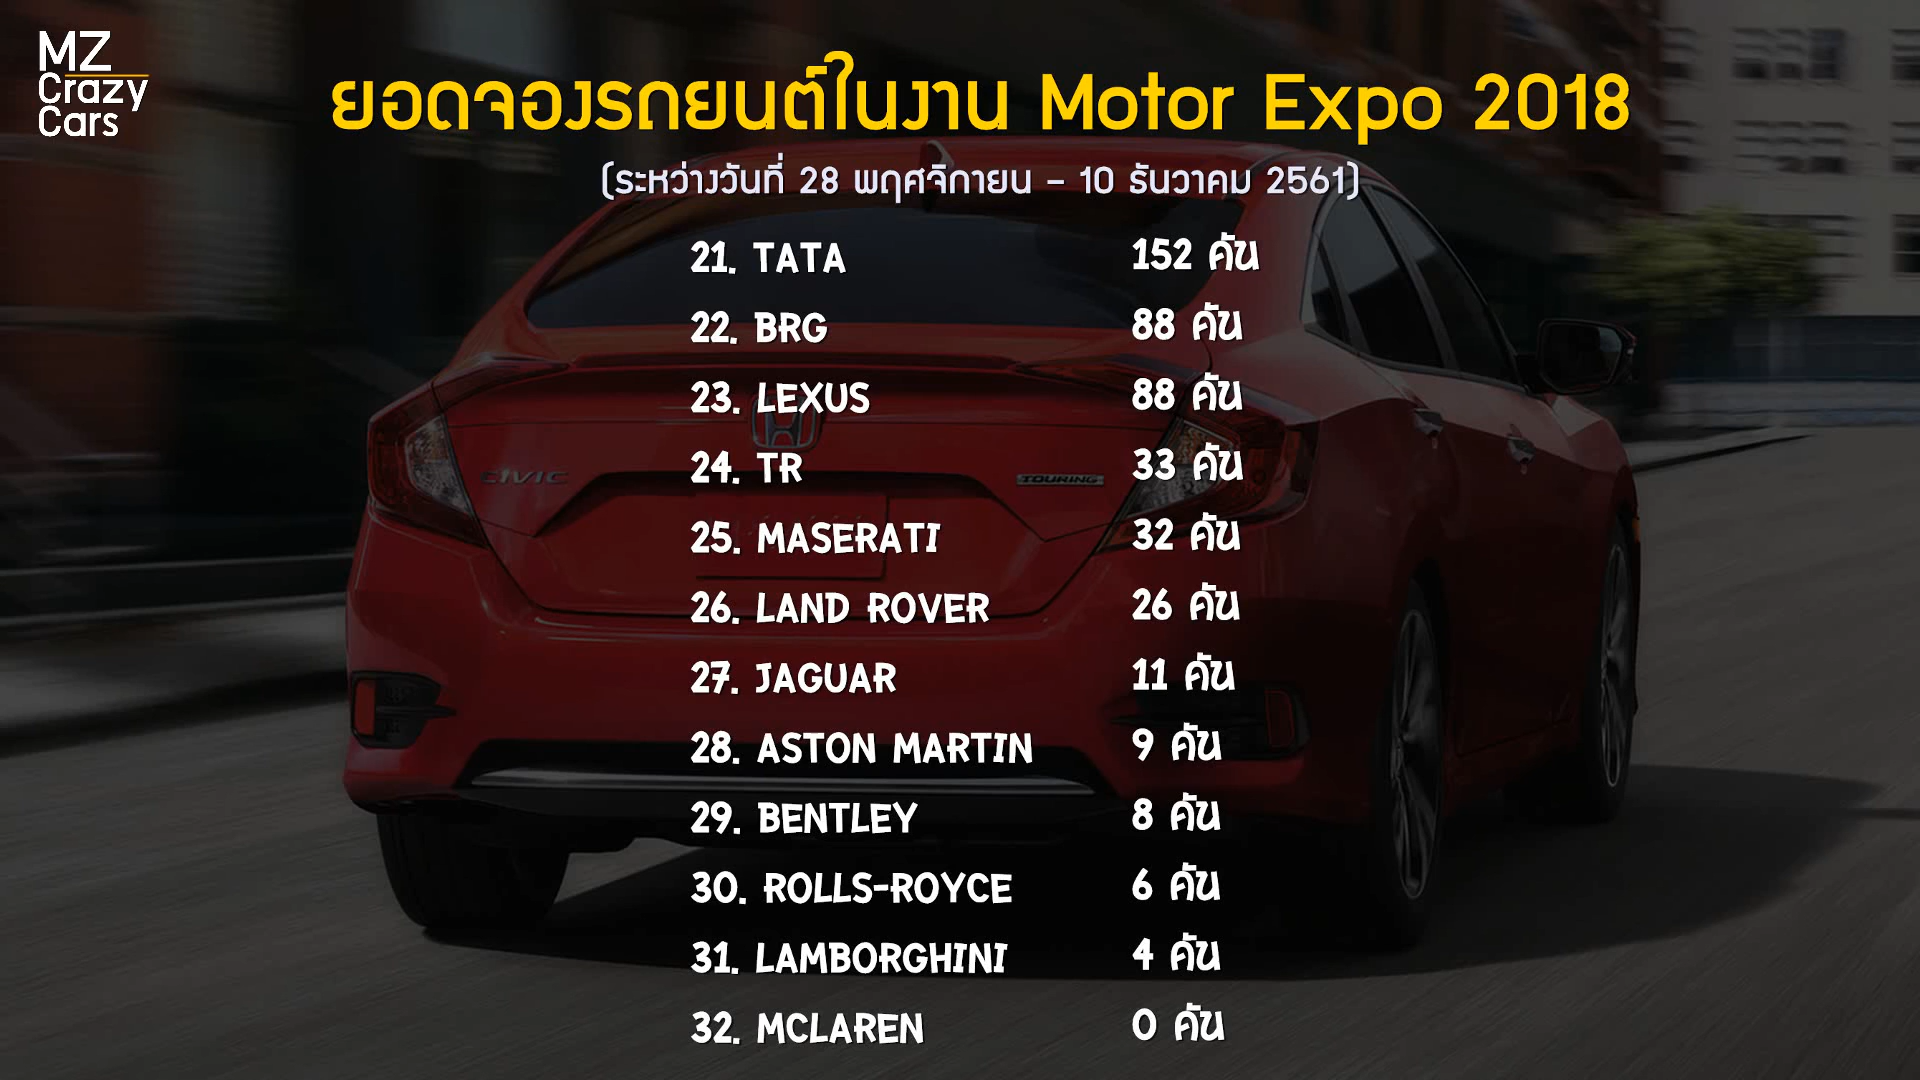 MZ
Crazy
Cars
ยอดจองรถยนต์ในงาน Motor Expo 2018
(ระหว่างวันที่ 28 พฤศจิกายน – 10 ธันวาคม 2561)
21. TATA 152 คัน
22. BRG 88 คัน
23. LEXUS 88 คัน
24. TR 33 คัน
25. MASERATI 32 คัน
26. LAND ROVER 26 คัน
27. JAGUAR 11 คัน
28. ASTON MARTIN 9 คัน
29. BENTLEY 8 คัน
30. ROLLS-ROYCE 6 คัน
31. LAMBORGHINI 4 คัน
32. MCLAREN 0 คัน
CIVIC
TOURING